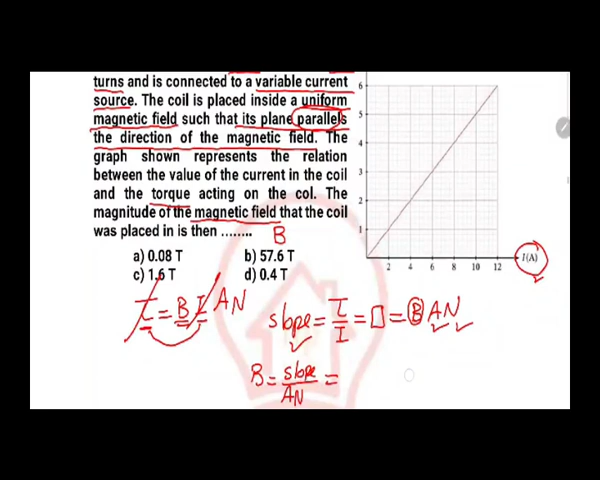 turns and is connected to a variable current
source. The coil is placed inside a uniform
magnetic field such that its plane parallels
the direction of the magnetic field. The
graph shown represents the relation
between the value of the current in the coil
and the torque acting on the col. The
magnitude of the magnetic field that the coil
was placed in is then ........
B
a) 0.08 T b) 57.6 T
c) 1.6 T d) 0.4 T
6
5
4
3
2
1
2 4 6 8 10 12 I(A)
τ = B I A N
slope = τ/I = □ = B A N
B = slope/AN =